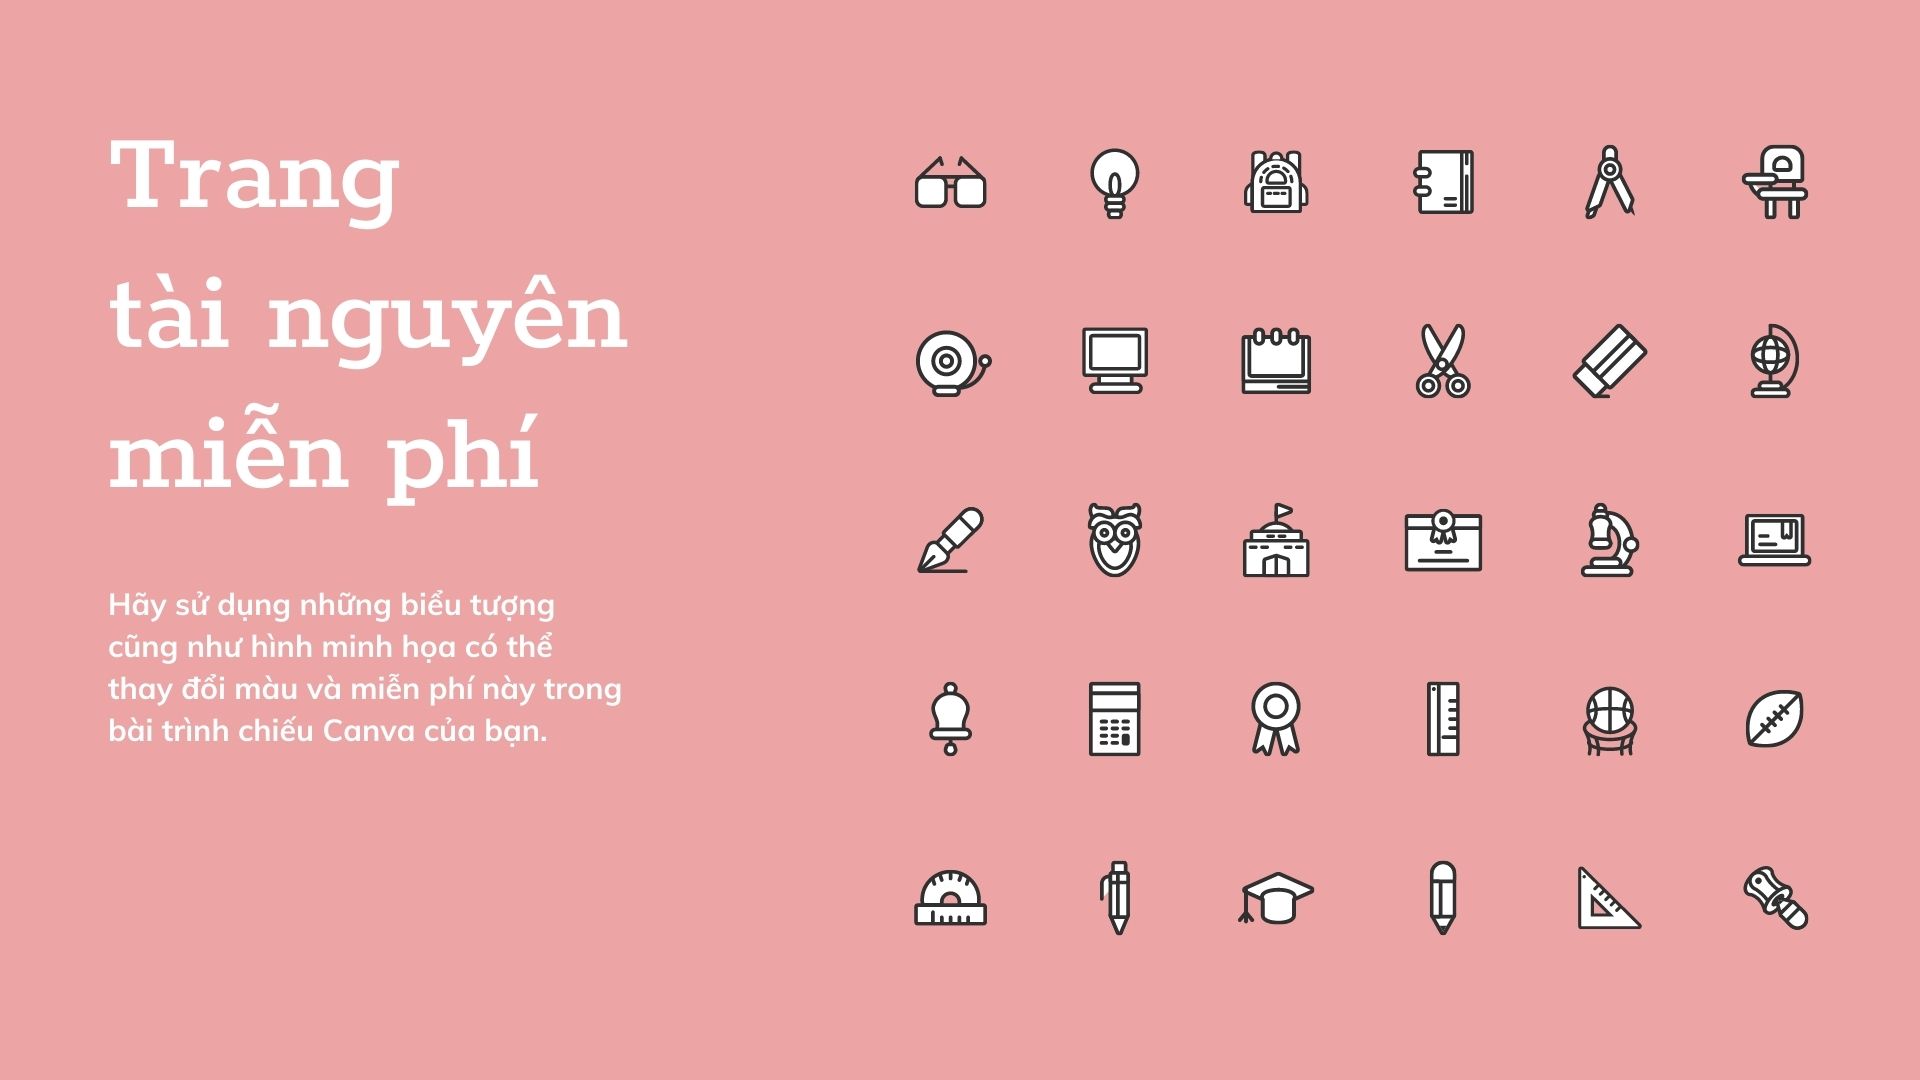 Trang
tài nguyên
miễn phí
Hãy sử dụng những biểu tượng
cũng như hình minh họa có thể
thay đổi màu và miễn phí này trong
bài trình chiếu Canva của bạn.